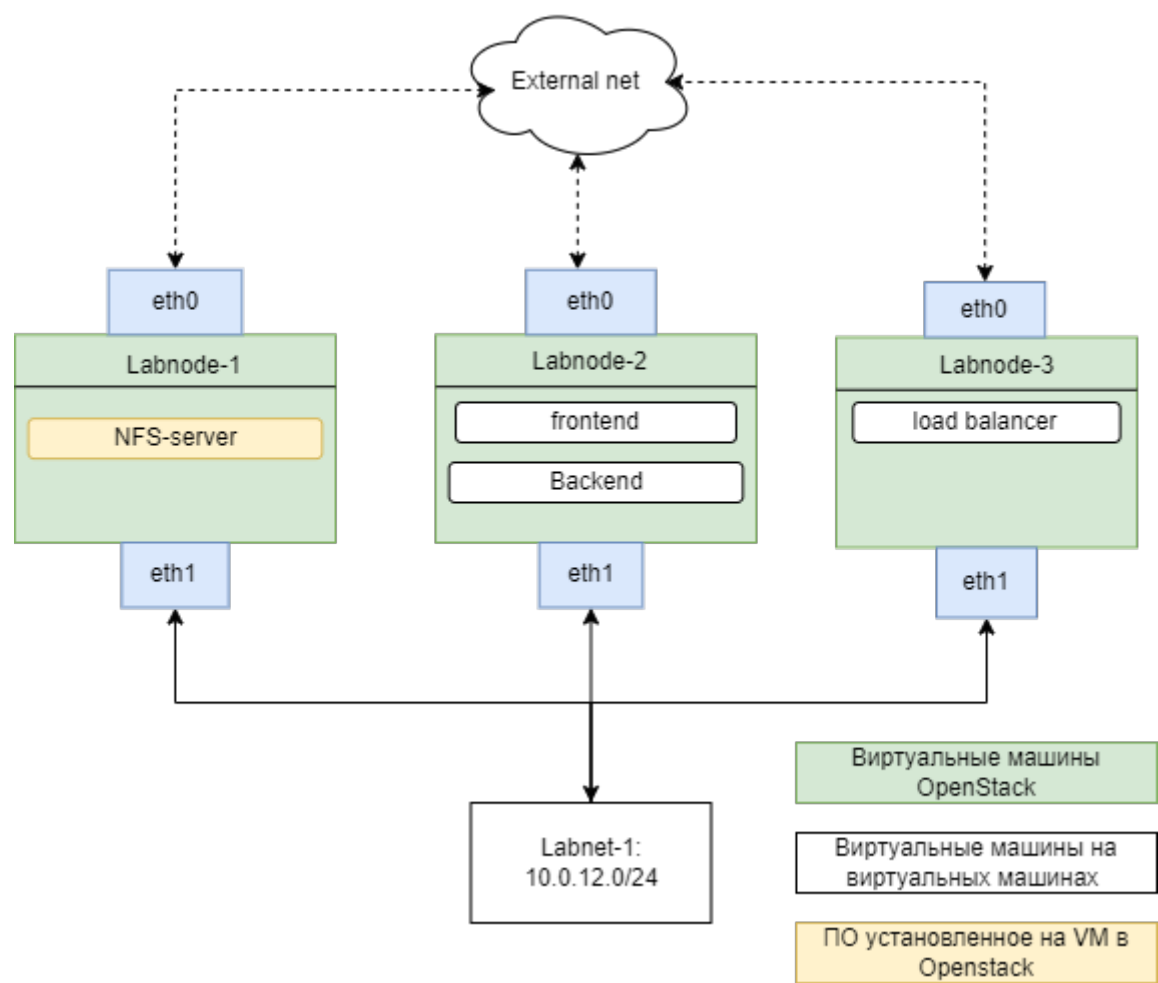 External net
eth0
eth0
eth0
Labnode-1
Labnode-2
Labnode-3
NFS-server
frontend
Backend
load balancer
eth1
eth1
eth1
Labnet-1:
10.0.12.0/24
Виртуальные машины
OpenStack
Виртуальные машины на
виртуальных машинах
ПО установленное на VM в
Openstack